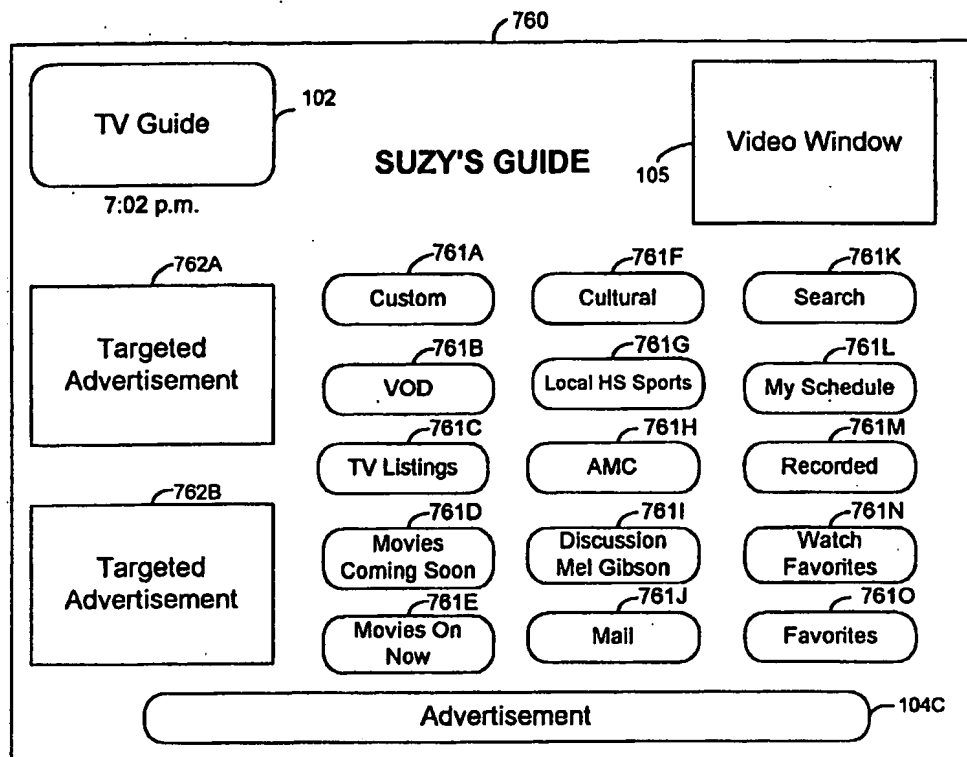 760
TV Guide
102
SUZY'S GUIDE
Video Window
105
7:02 p.m.
762A
Targeted
Advertisement
762B
Targeted
Advertisement
761A
Custom
761B
VOD
761C
TV Listings
761D
Movies
Coming Soon
761E
Movies On
Now
761F
Cultural
761G
Local HS Sports
761H
AMC
761I
Discussion
Mel Gibson
761J
Mail
761K
Search
761L
My Schedule
761M
Recorded
761N
Watch
Favorites
761O
Favorites
Advertisement
104C